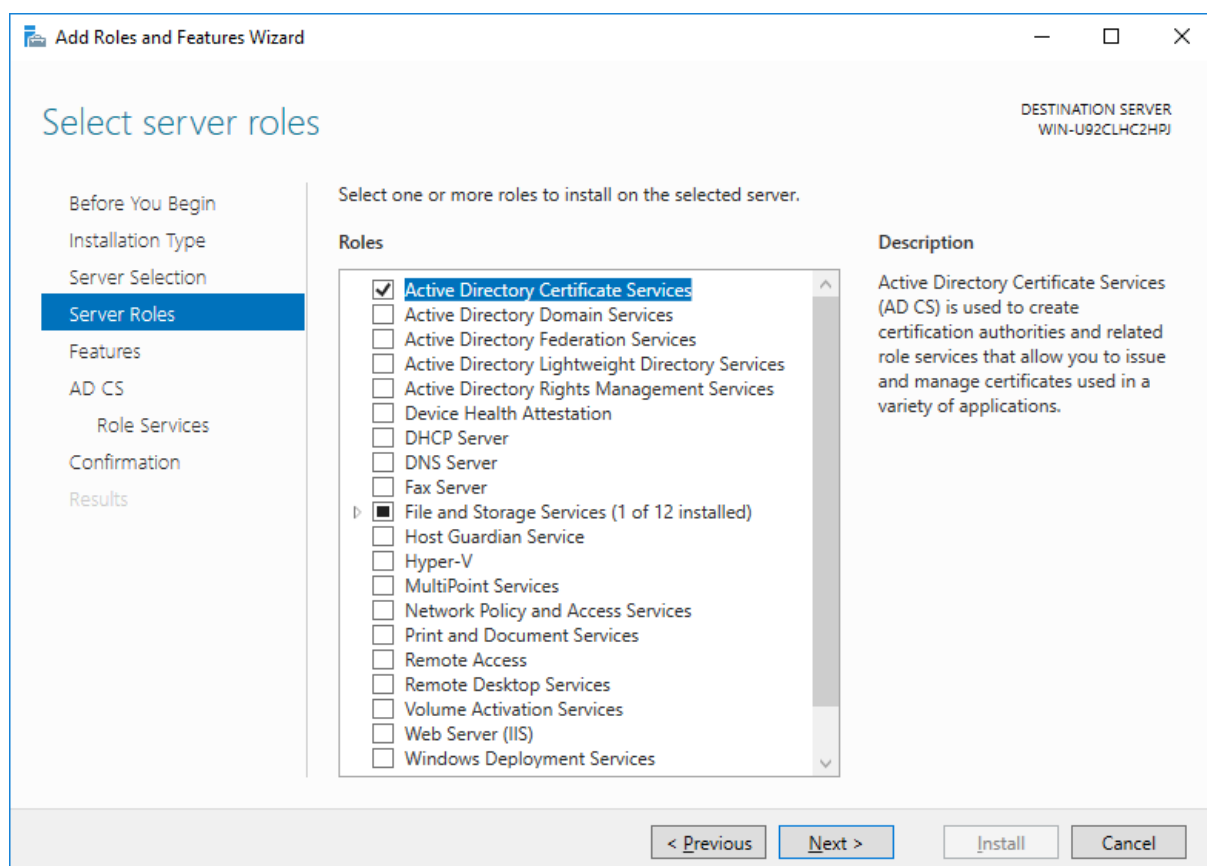 Add Roles and Features Wizard
Select server roles
DESTINATION SERVER
WIN-U92CLHC2HPJ
Before You Begin
Installation Type
Server Selection
Server Roles
Features
AD CS
Role Services
Confirmation
Results
Select one or more roles to install on the selected server.
Roles
Active Directory Certificate Services
Active Directory Domain Services
Active Directory Federation Services
Active Directory Lightweight Directory Services
Active Directory Rights Management Services
Device Health Attestation
DHCP Server
DNS Server
Fax Server
File and Storage Services (1 of 12 installed)
Host Guardian Service
Hyper-V
MultiPoint Services
Network Policy and Access Services
Print and Document Services
Remote Access
Remote Desktop Services
Volume Activation Services
Web Server (IIS)
Windows Deployment Services
Description
Active Directory Certificate Services
(AD CS) is used to create
certification authorities and related
role services that allow you to issue
and manage certificates used in a
variety of applications.
< Previous
Next >
Install
Cancel